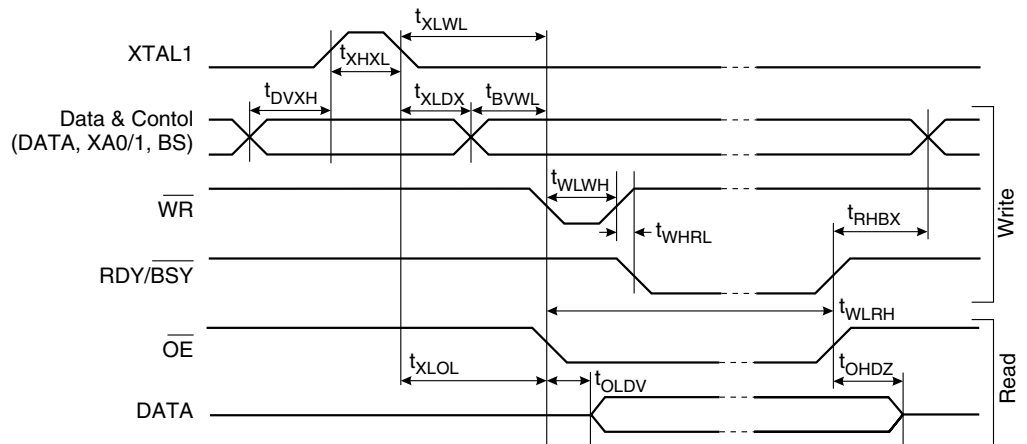 XTAL1
tXLWL
tXHXL
tDVXH
tXLDX
tBVWL
Data & Contol
(DATA, XA0/1, BS)
tWLWH
WR
tRHBX
tWHRL
Write
RDY/BSY
tWLRH
OE
tXLOL
tOLDV
tOHDZ
Read
DATA